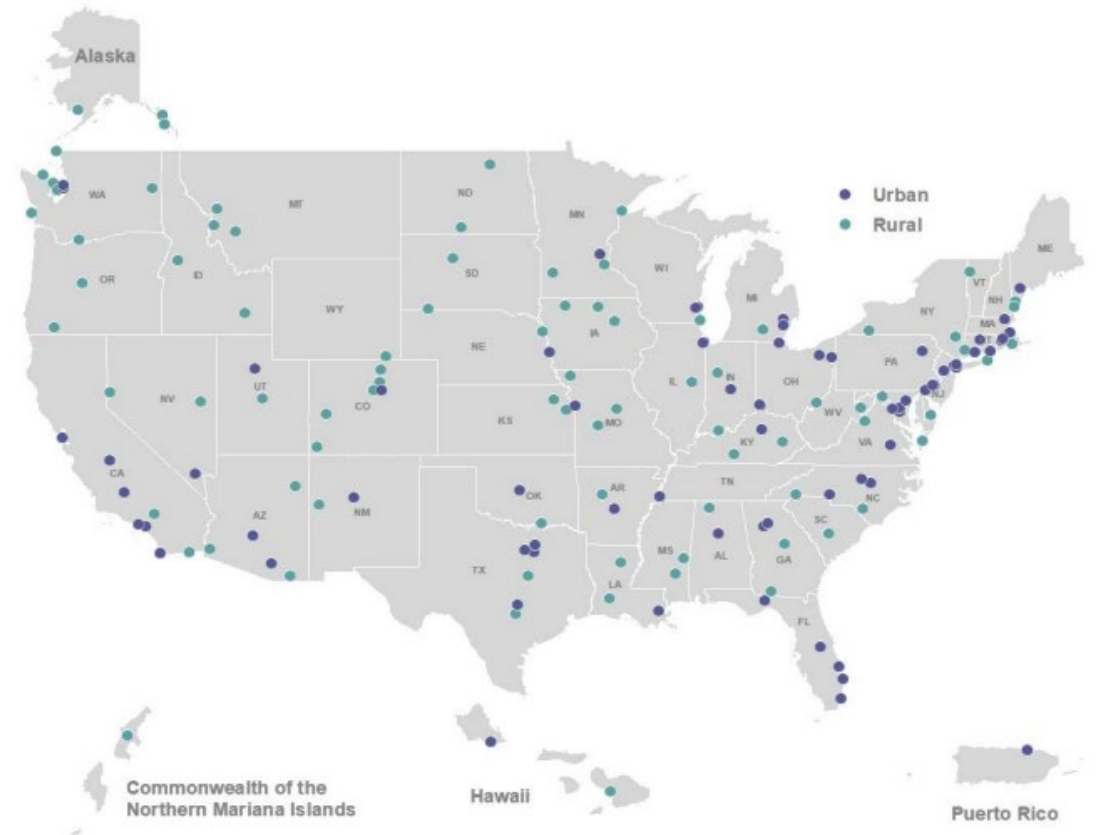 Alaska
WA
MT
ND
MN
Urban
Rural
ME
OR
ID
SD
WI
MI
VT
NH
NY
MA
WY
IA
NE
PA
NV
UT
CO
IL
IN
OH
NJ
KS
MO
WV
VA
KY
CA
AZ
NM
OK
AR
TN
NC
SC
TX
LA
MS
AL
GA
FL
Commonwealth of the
Northern Mariana Islands
Hawaii
Puerto Rico